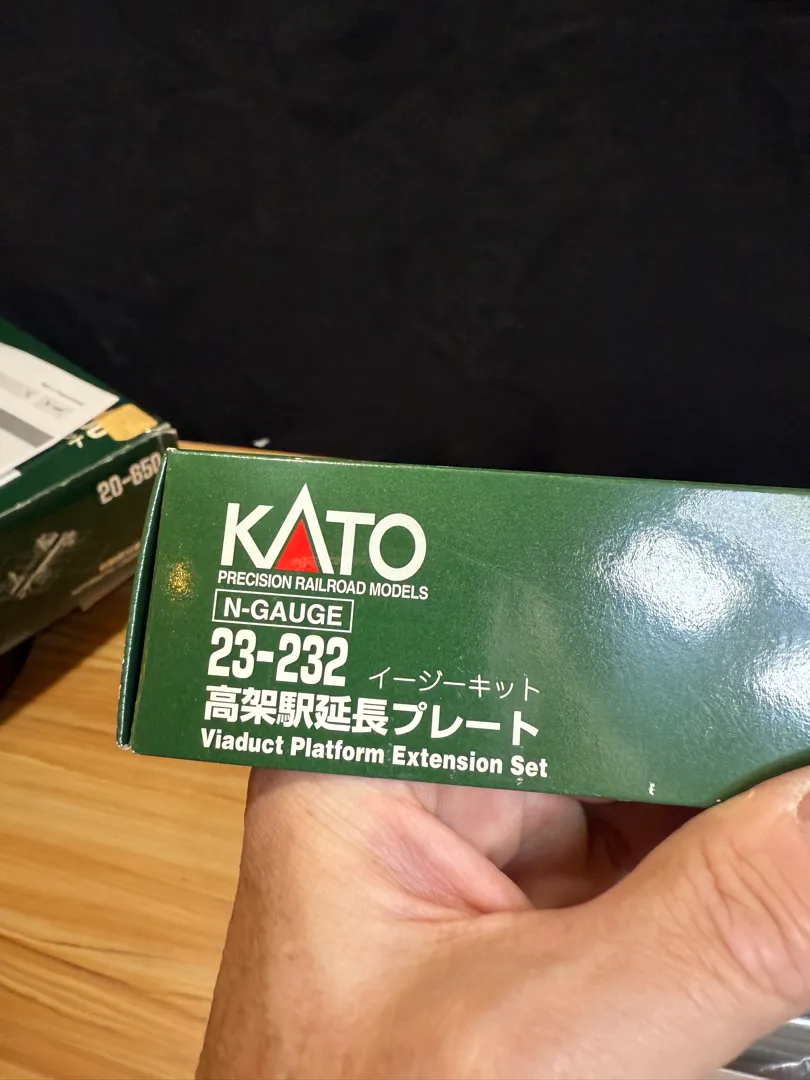 KATO
PRECISION RAILROAD MODELS
N-GAUGE
23-232 イージーキット
高架駅延長プレート
Viaduct Platform Extension Set
20-650